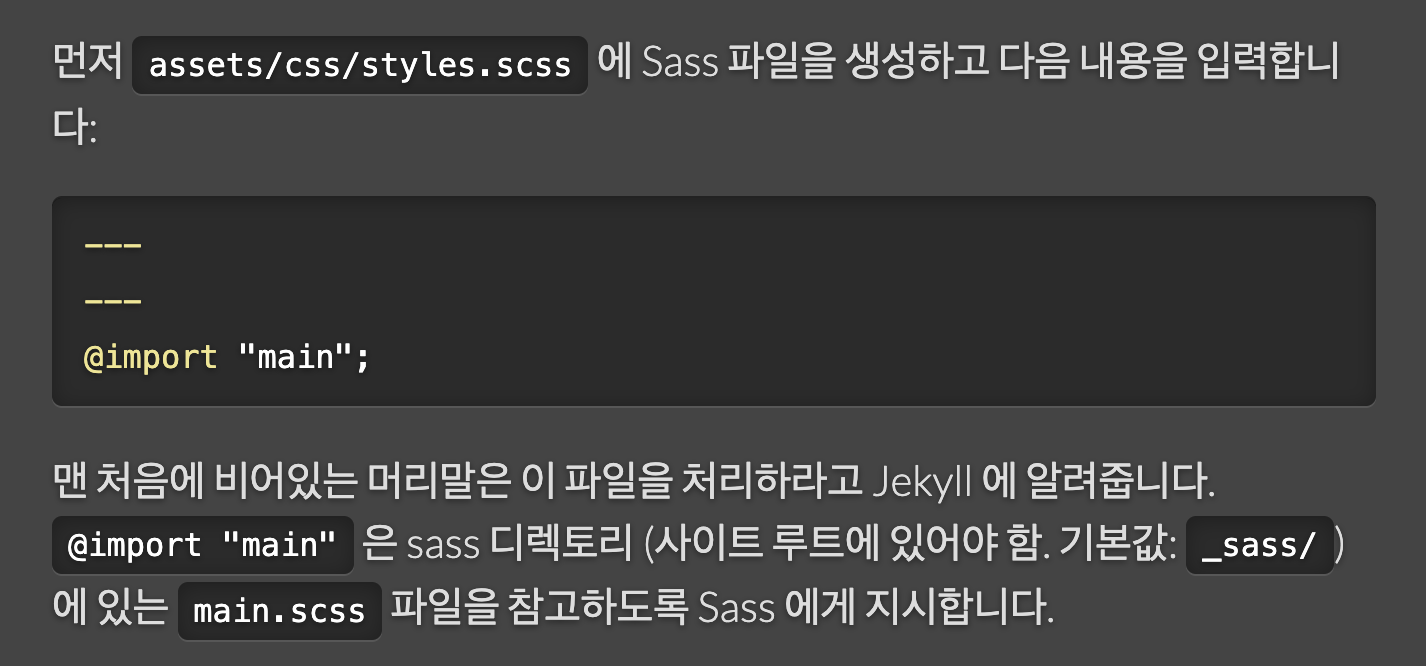 먼저 assets/css/styles.scss 에 Sass 파일을 생성하고 다음 내용을 입력합니
다:
---
---
@import "main";
맨 처음에 비어있는 머리말은 이 파일을 처리하라고 Jekyll 에 알려줍니다.
@import "main" 은 sass 디렉토리 (사이트 루트에 있어야 함. 기본값: _sass/ )
에 있는 main.scss 파일을 참고하도록 Sass 에게 지시합니다.